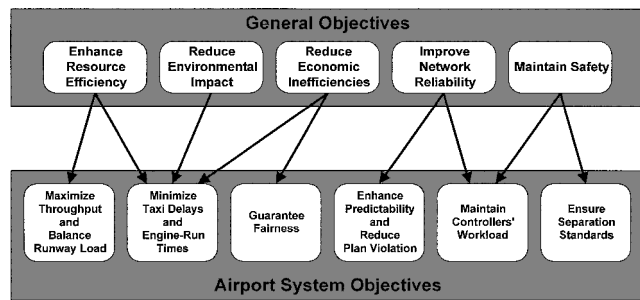 General Objectives
Enhance
Resource
Efficiency
Reduce
Environmental
Impact
Reduce
Economic
Inefficiencies
Improve
Network
Reliability
Maintain Safety
Maximize
Throughput
and
Balance
Runway Load
Minimize
Taxi Delays
and
Engine-Run
Times
Guarantee
Fairness
Enhance
Predictability
and
Reduce
Plan Violation
Maintain
Controllers'
Workload
Ensure
Separation
Standards
Airport System Objectives